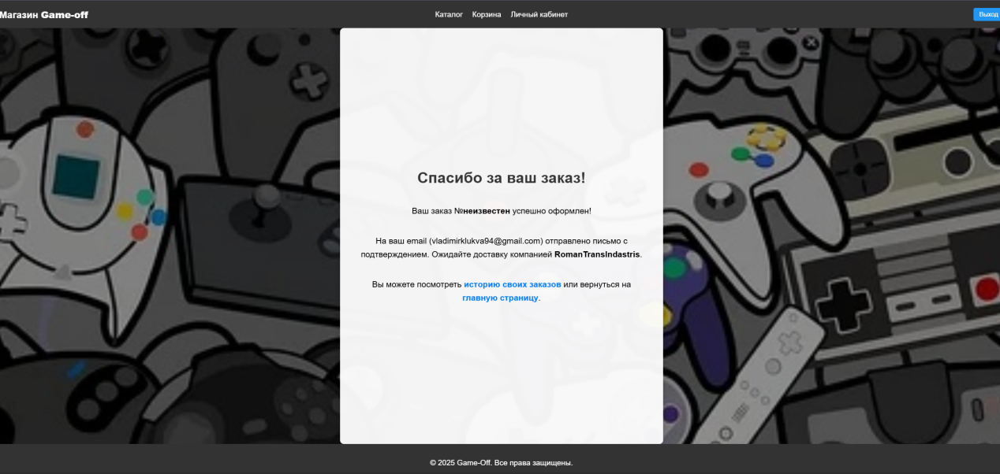 Магазин Game-off
Каталог Корзина Личный кабинет
Выход
Спасибо за ваш заказ!
Ваш заказ №неизвестен успешно оформлен!
На ваш email (vladimirklukva94@gmail.com) отправлено письмо с
подтверждением. Ожидайте доставку компанией RomanTransIndastris.
Вы можете посмотреть историю своих заказов или вернуться на
главную страницу.
© 2025 Game-Off. Все права защищены.